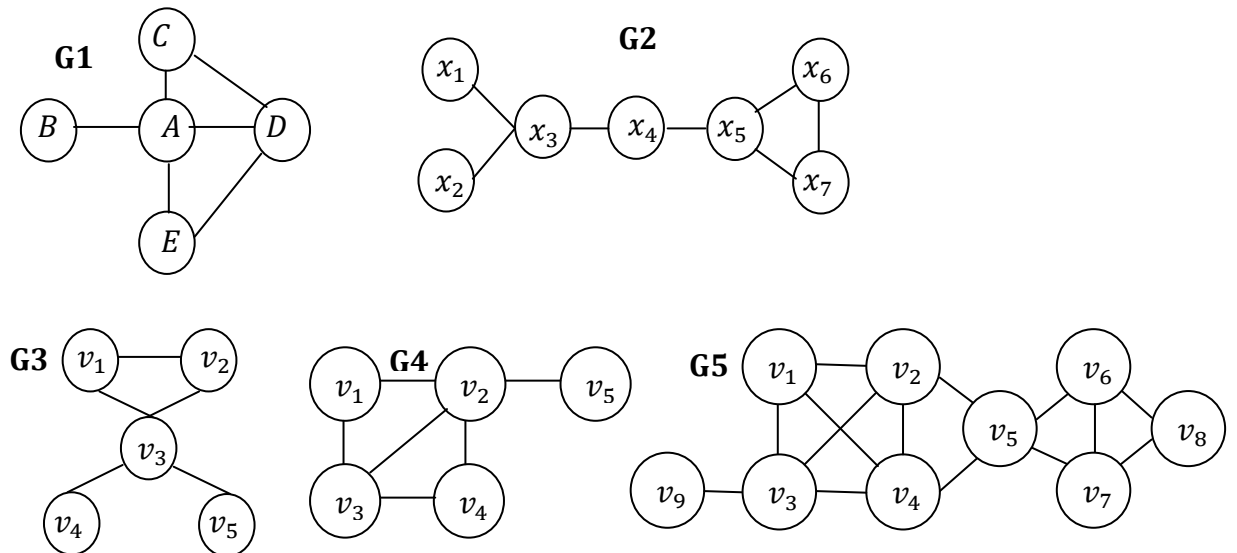 G1
C
B
A
D
E
G2
x₁
x₂
x₃
x₄
x₅
x₆
x₇
G3
v₁
v₂
v₃
v₄
v₅
G4
v₁
v₂
v₅
v₃
v₄
G5
v₁
v₂
v₆
v₅
v₈
v₉
v₃
v₄
v₇